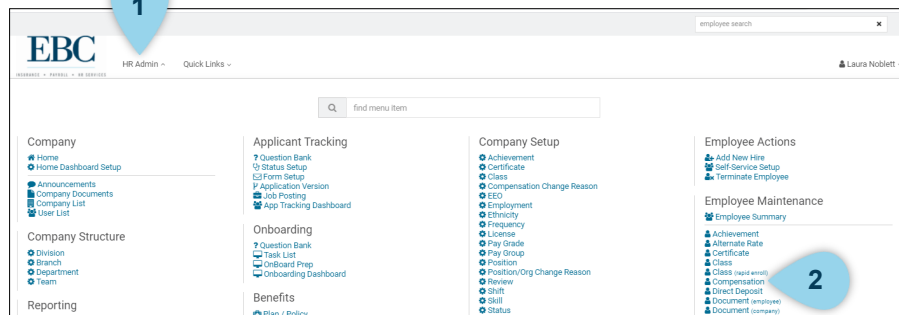 1
employee search
EBC
INSURANCE • PAYROLL • HR SERVICES
HR Admin
Quick Links
Laura Noblett
find menu item
Company
Home
Home Dashboard Setup
Announcements
Company Documents
Company List
User List
Company Structure
Division
Branch
Department
Team
Reporting
Applicant Tracking
Question Bank
Status Setup
Form Setup
Application Version
Job Posting
App Tracking Dashboard
Onboarding
Question Bank
Task List
OnBoard Prep
Onboarding Dashboard
Benefits
Plan / Policy
Company Setup
Achievement
Certificate
Class
Compensation Change Reason
EEO
Employment
Ethnicity
Frequency
License
Pay Grade
Pay Group
Position
Position/Org Change Reason
Review
Shift
Skill
Status
Employee Actions
Add New Hire
Self-Service Setup
Terminate Employee
Employee Maintenance
Employee Summary
Achievement
Alternate Rate
Certificate
Class
Class (rapid enroll)
Compensation
Direct Deposit
Document (employee)
Document (company)
2